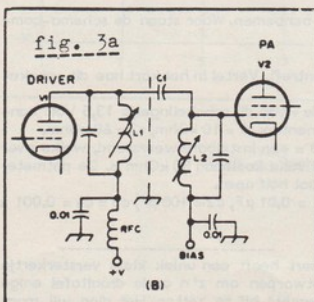 fig. 3a
DRIVER
V1
C1
PA
V2
L1
L2
0.01
RFC
0.01
+V
BIAS
(B)